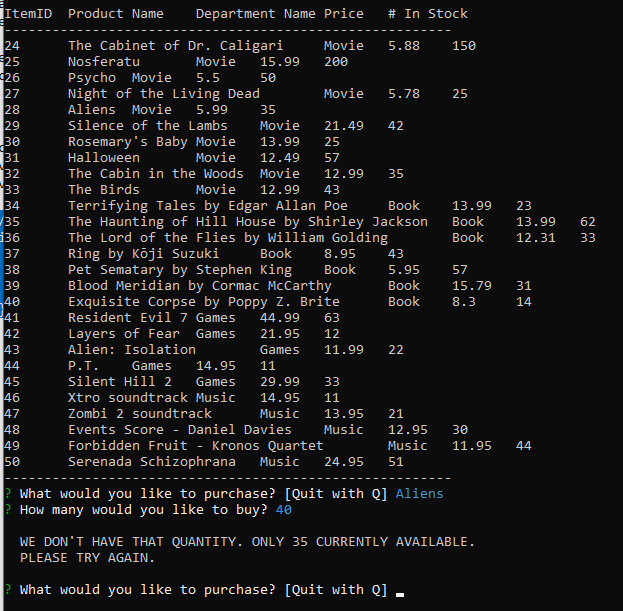 ItemID  Product Name    Department Name Price   # In Stock
--------------------------------------------------------
24      The Cabinet of Dr. Caligari     Movie   5.88    150
25      Nosferatu       Movie   15.99   200
26      Psycho  Movie   5.5     50
27      Night of the Living Dead        Movie   5.78    25
28      Aliens  Movie   5.99    35
29      Silence of the Lambs    Movie   21.49   42
30      Rosemary's Baby Movie   13.99   25
31      Halloween       Movie   12.49   57
32      The Cabin in the Woods  Movie   12.99   35
33      The Birds       Movie   12.99   43
34      Terrifying Tales by Edgar Allan Poe     Book    13.99   23
35      The Haunting of Hill House by Shirley Jackson   Book    13.99   62
36      The Lord of the Flies by William Golding        Book    12.31   33
37      Ring by Kōji Suzuki     Book    8.95    43
38      Pet Sematary by Stephen King    Book    5.95    57
39      Blood Meridian by Cormac McCarthy       Book    15.79   31
40      Exquisite Corpse by Poppy Z. Brite      Book    8.3     14
41      Resident Evil 7 Games   44.99   63
42      Layers of Fear  Games   21.95   12
43      Alien: Isolation        Games   11.99   22
44      P.T.    Games   14.95   11
45      Silent Hill 2   Games   29.99   33
46      Xtro soundtrack Music   14.95   11
47      Zombi 2 soundtrack      Music   13.95   21
48      Events Score - Daniel Davies    Music   12.95   30
49      Forbidden Fruit - Kronos Quartet        Music   11.95   44
50      Serenada Schizophrana   Music   24.95   51
--------------------------------------------------------
? What would you like to purchase? [Quit with Q] Aliens
? How many would you like to buy? 40
WE DON'T HAVE THAT QUANTITY. ONLY 35 CURRENTLY AVAILABLE.
PLEASE TRY AGAIN.
? What would you like to purchase? [Quit with Q]